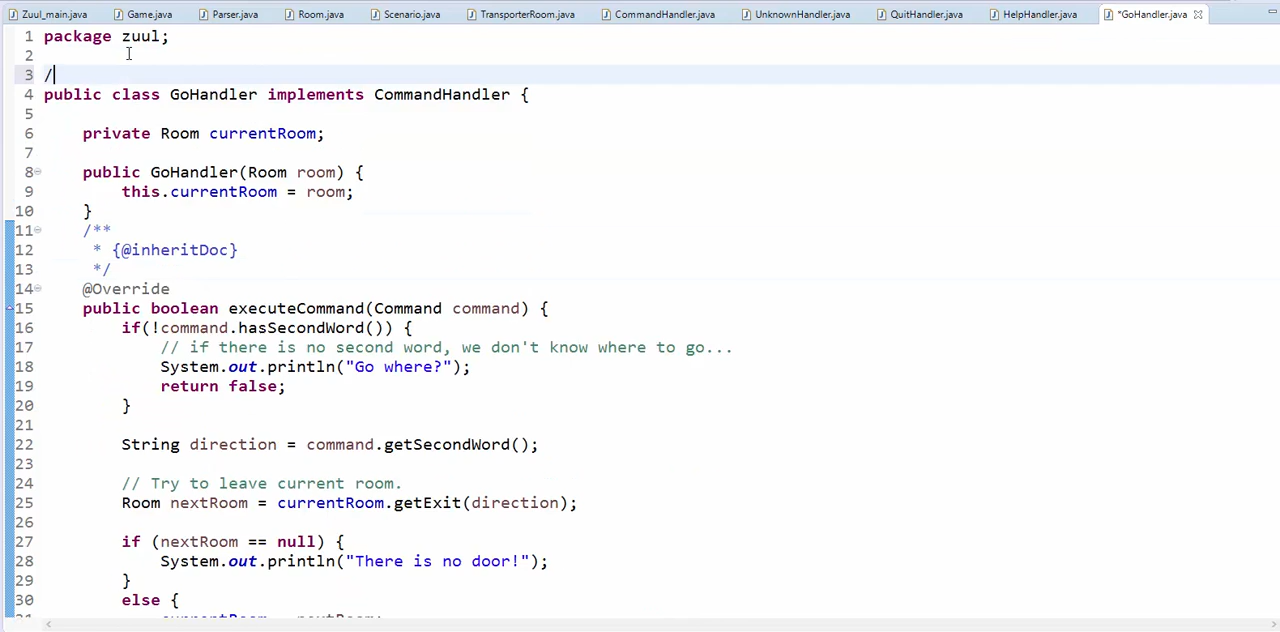 Zuul_main.java Game.java Parser.java Room.java Scenario.java TransporterRoom.java CommandHandler.java UnknownHandler.java QuitHandler.java HelpHandler.java *GoHandler.java
1 package zuul;
2
3 /
4 public class GoHandler implements CommandHandler {
5
6 private Room currentRoom;
7
8 public GoHandler(Room room) {
9 this.currentRoom = room;
10 }
11 /**
12 * {@inheritDoc}
13 */
14 @Override
15 public boolean executeCommand(Command command) {
16 if(!command.hasSecondWord()) {
17 // if there is no second word, we don't know where to go...
18 System.out.println("Go where?");
19 return false;
20 }
21
22 String direction = command.getSecondWord();
23
24 // Try to leave current room.
25 Room nextRoom = currentRoom.getExit(direction);
26
27 if (nextRoom == null) {
28 System.out.println("There is no door!");
29 }
30 else {